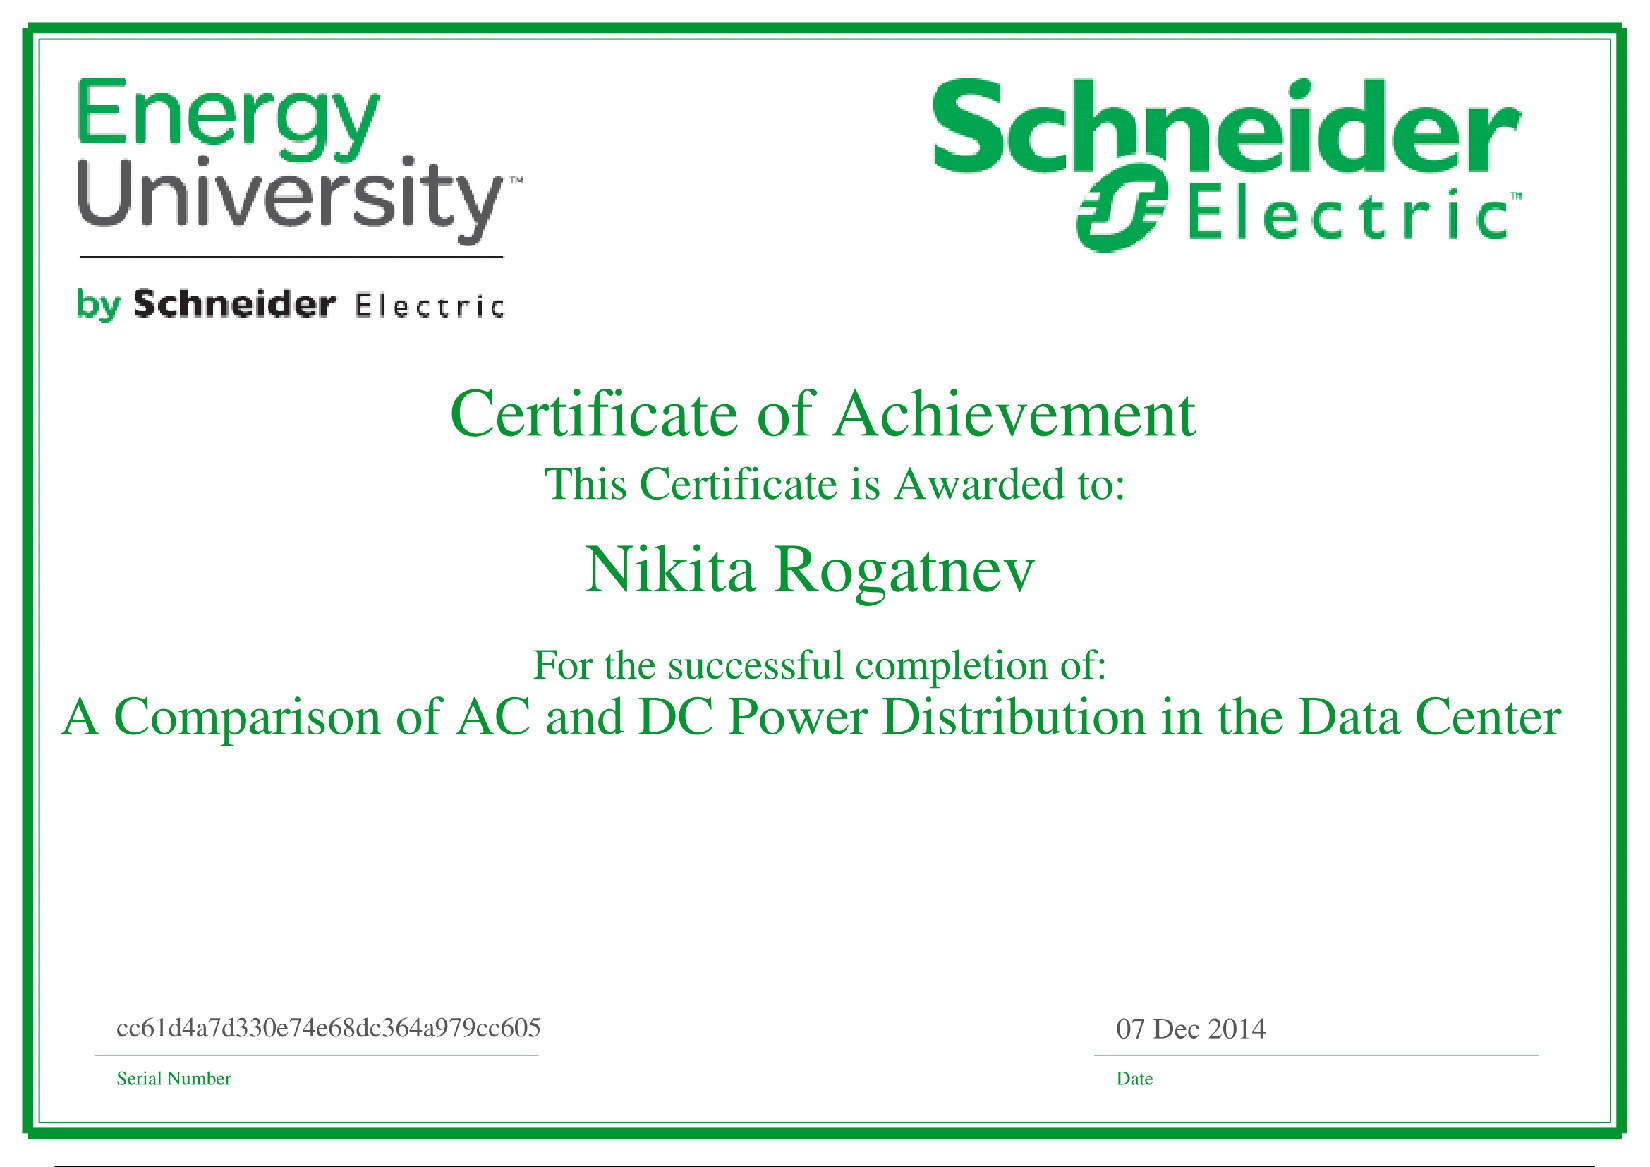 Energy
University™
by Schneider Electric
Schneider
Electric™
Certificate of Achievement
This Certificate is Awarded to:
Nikita Rogatnev
For the successful completion of:
A Comparison of AC and DC Power Distribution in the Data Center
cc61d4a7d330e74e68dc364a979cc605
Serial Number
07 Dec 2014
Date